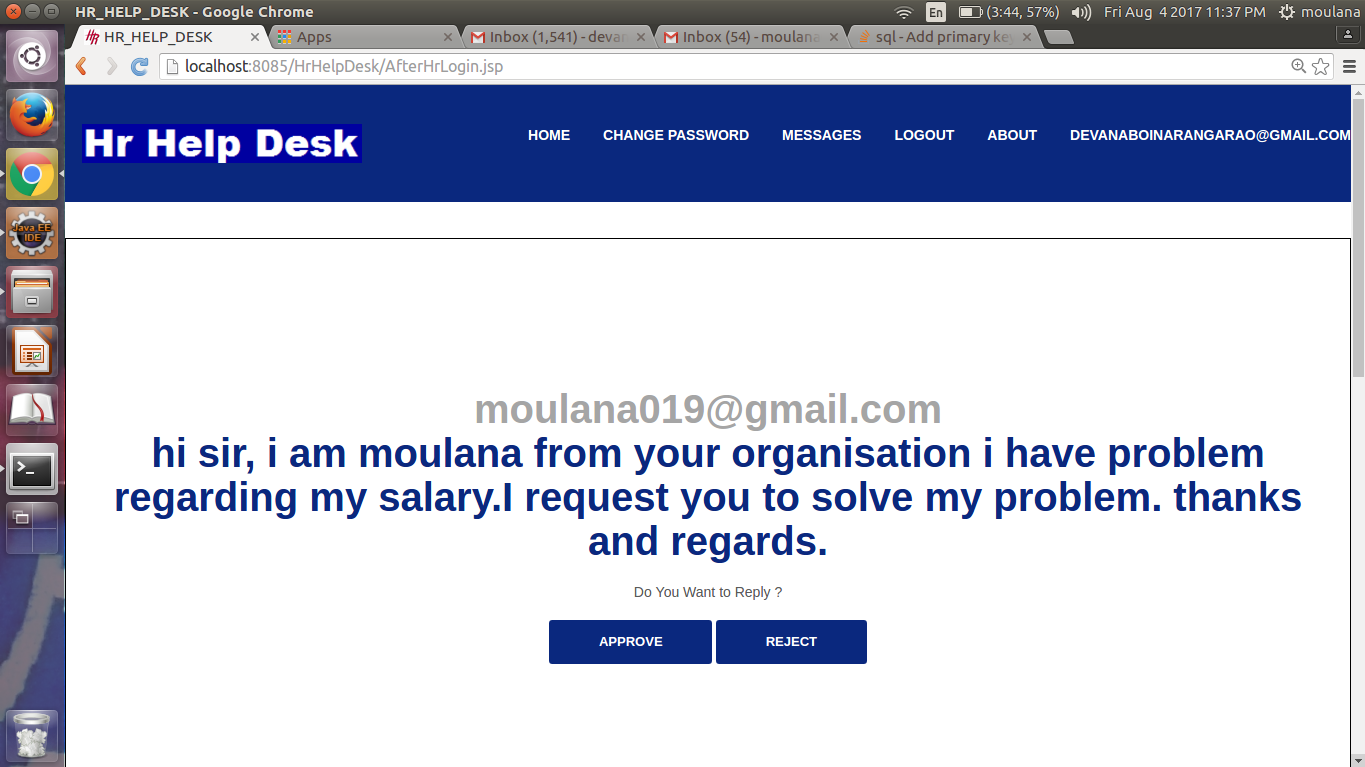 HR_HELP_DESK - Google Chrome
En
(3:44, 57%)
Fri Aug 4 2017 11:37 PM
moulana
HR_HELP_DESK
Apps
Inbox (1,541) - devan
Inbox (54) - moulana
sql - Add primary key
localhost:8085/HrHelpDesk/AfterHrLogin.jsp
Hr Help Desk
HOME
CHANGE PASSWORD
MESSAGES
LOGOUT
ABOUT
DEVANABOINARANGARAO@GMAIL.COM
Java EE
IDE
moulana019@gmail.com
hi sir, i am moulana from your organisation i have problem
regarding my salary.I request you to solve my problem. thanks
and regards.
Do You Want to Reply ?
APPROVE
REJECT